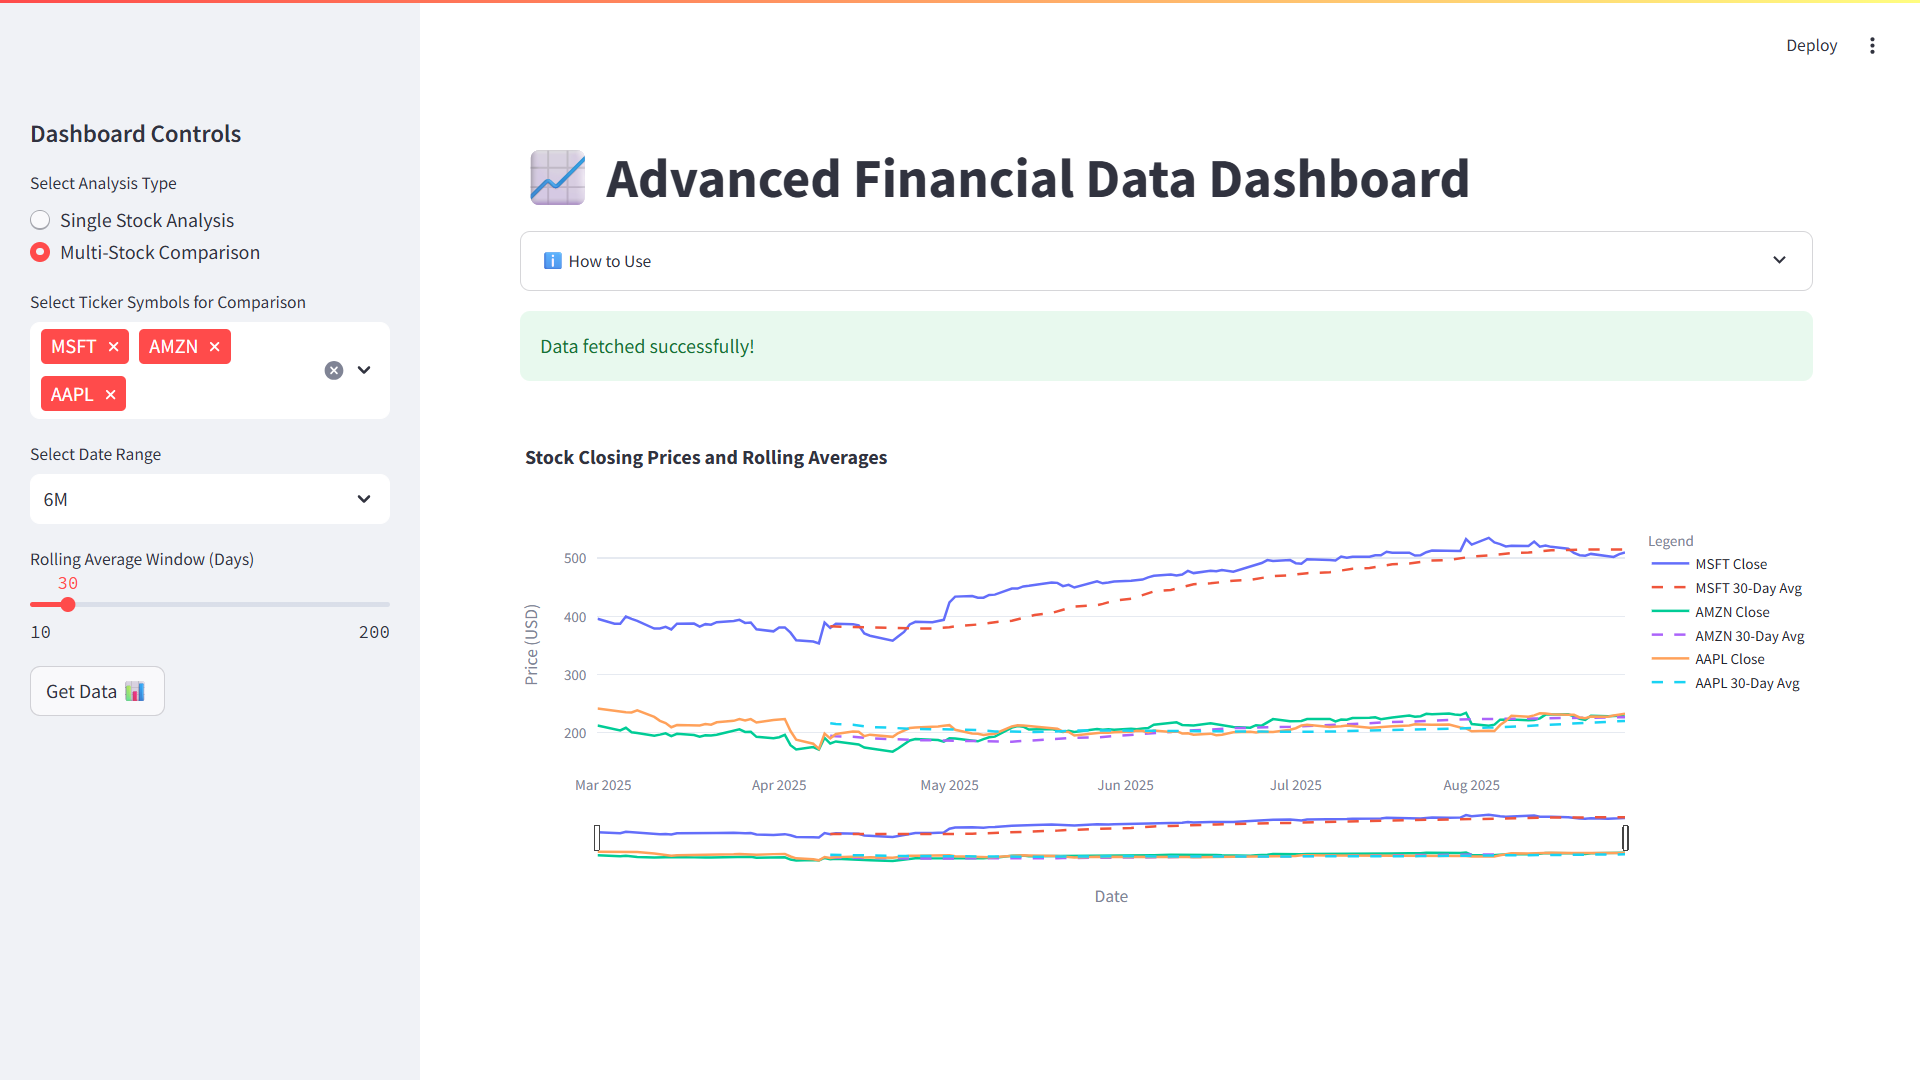 Deploy
Dashboard Controls
Select Analysis Type
Single Stock Analysis
Multi-Stock Comparison
Select Ticker Symbols for Comparison
MSFT
AMZN
AAPL
Select Date Range
6M
Rolling Average Window (Days)
30
10 200
Get Data
Advanced Financial Data Dashboard
How to Use
Data fetched successfully!
Stock Closing Prices and Rolling Averages
Price (USD)
500
400
300
200
Mar 2025 Apr 2025 May 2025 Jun 2025 Jul 2025 Aug 2025
Date
Legend
MSFT Close
MSFT 30-Day Avg
AMZN Close
AMZN 30-Day Avg
AAPL Close
AAPL 30-Day Avg